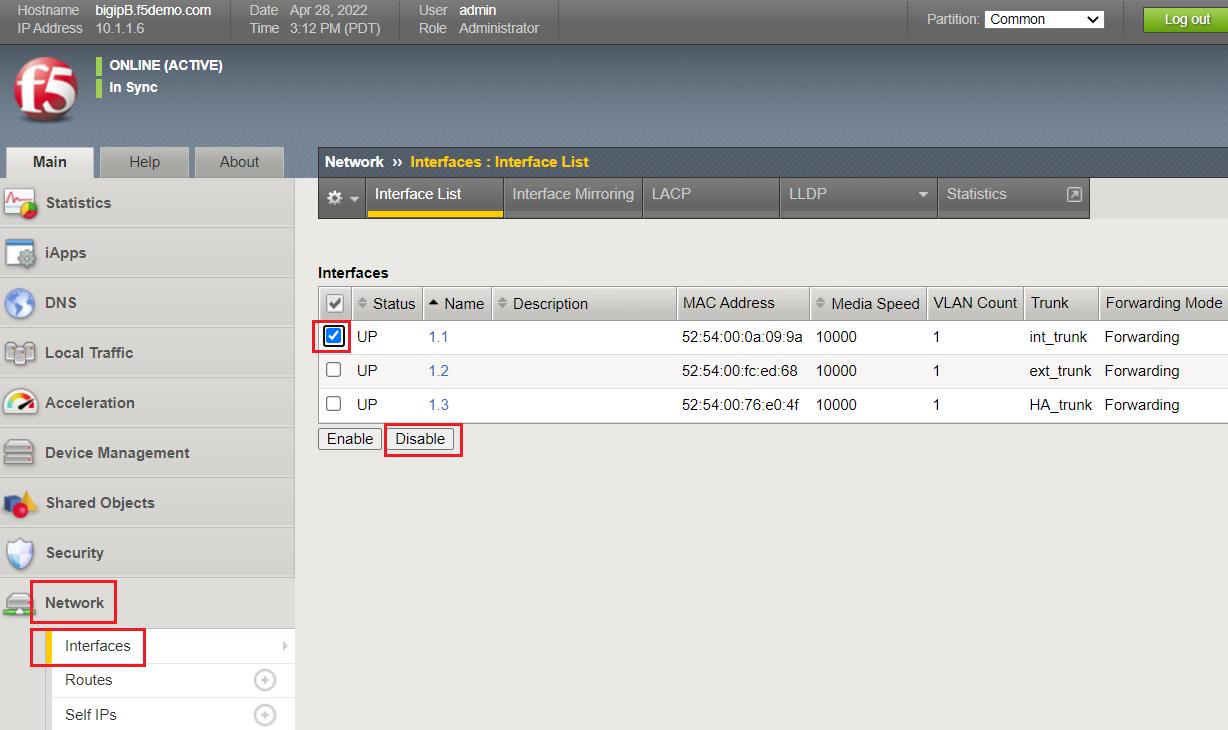 Hostname bigipB.f5demo.com Date Apr 28, 2022 User admin
IP Address 10.1.1.6 Time 3:12 PM (PDT) Role Administrator
Partition: Common Log out
f5
ONLINE (ACTIVE)
In Sync
Main Help About
Network ›› Interfaces : Interface List
Interface List Interface Mirroring LACP LLDP Statistics
Statistics
iApps
DNS
Local Traffic
Acceleration
Device Management
Shared Objects
Security
Network
Interfaces
Routes
Self IPs
Interfaces
Status Name Description MAC Address Media Speed VLAN Count Trunk Forwarding Mode
UP 1.1 52:54:00:0a:09:9a 10000 1 int_trunk Forwarding
UP 1.2 52:54:00:fc:ed:68 10000 1 ext_trunk Forwarding
UP 1.3 52:54:00:76:e0:4f 10000 1 HA_trunk Forwarding
Enable Disable